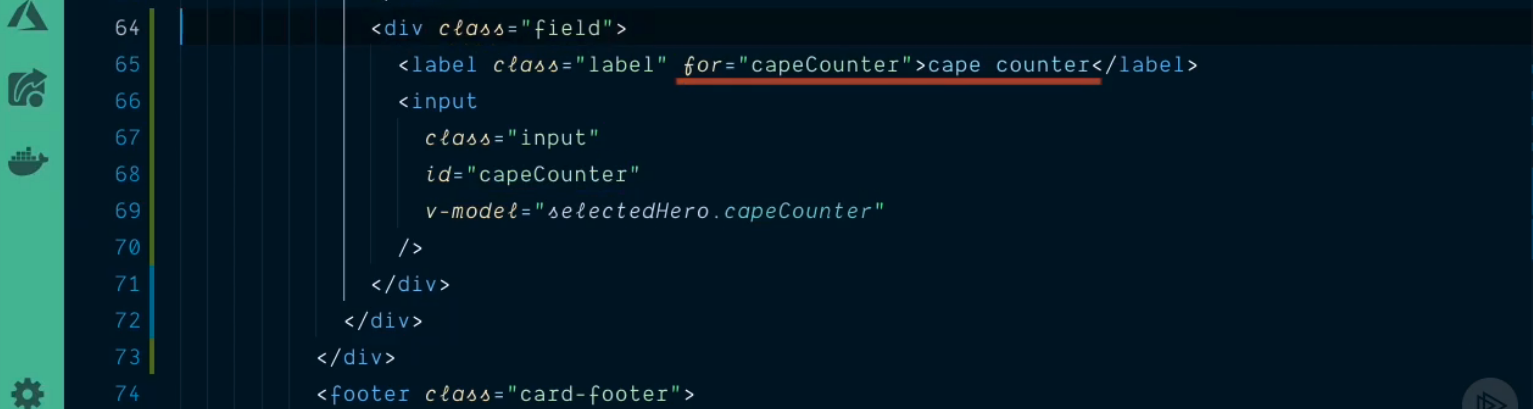 64 <div class="field">
65 <label class="label" for="capeCounter">cape counter</label>
66 <input
67 class="input"
68 id="capeCounter"
69 v-model="selectedHero.capeCounter"
70 />
71 </div>
72 </div>
73 </div>
74 <footer class="card-footer">